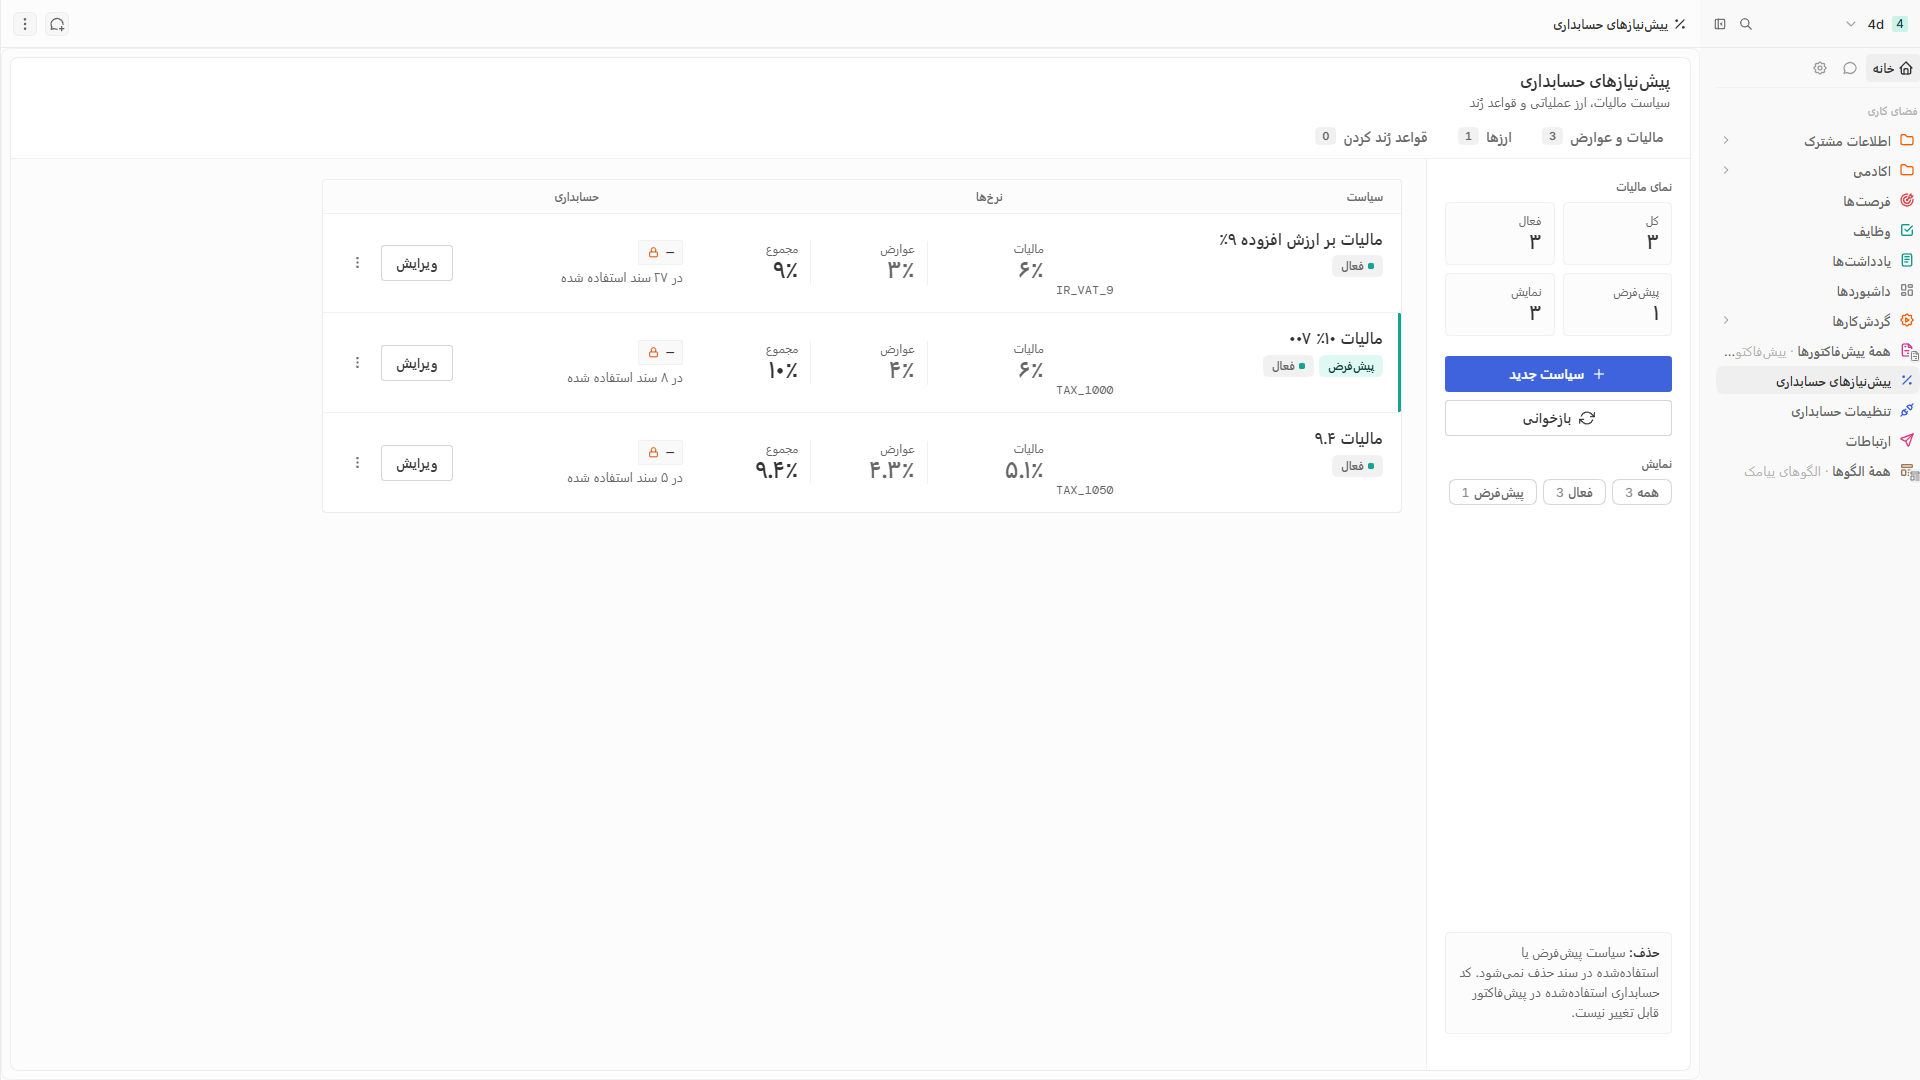 4 4d
پیش‌نیازهای حسابداری
خانه
فضای کاری
اطلاعات مشترک
اکادمی
فرصت‌ها
وظایف
یادداشت‌ها
داشبوردها
گردش‌کارها
همهٔ پیش‌فاکتورها · پیش‌فاکتو...
پیش‌نیازهای حسابداری
تنظیمات حسابداری
ارتباطات
همهٔ الگوها · الگوهای پیامک
پیش‌نیازهای حسابداری
سیاست مالیات، ارز عملیاتی و قواعد رُند
مالیات و عوارض 3 ارزها 1 قواعد رُند کردن 0
نمای مالیات
کل ۳
فعال ۳
پیش‌فرض ۱
نمایش ۳
سیاست جدید
بازخوانی
نمایش
همه 3 فعال 3 پیش‌فرض 1
حذف: سیاست پیش‌فرض یا
استفاده‌شده در سند حذف نمی‌شود. کد
حسابداری استفاده‌شده در پیش‌فاکتور
قابل تغییر نیست.
سیاست نرخ‌ها حسابداری
مالیات بر ارزش افزوده ۹٪
فعال
IR_VAT_9
مالیات ۶٪
عوارض ۳٪
مجموع ۹٪
–
در ۲۷ سند استفاده شده
ویرایش
مالیات ۱۰٪ ۷۰۰
پیش‌فرض فعال
TAX_1000
مالیات ۶٪
عوارض ۴٪
مجموع ۱۰٪
–
در ۸ سند استفاده شده
ویرایش
مالیات ۹.۴
فعال
TAX_1050
مالیات ۵.۱٪
عوارض ۴.۳٪
مجموع ۹.۴٪
–
در ۵ سند استفاده شده
ویرایش